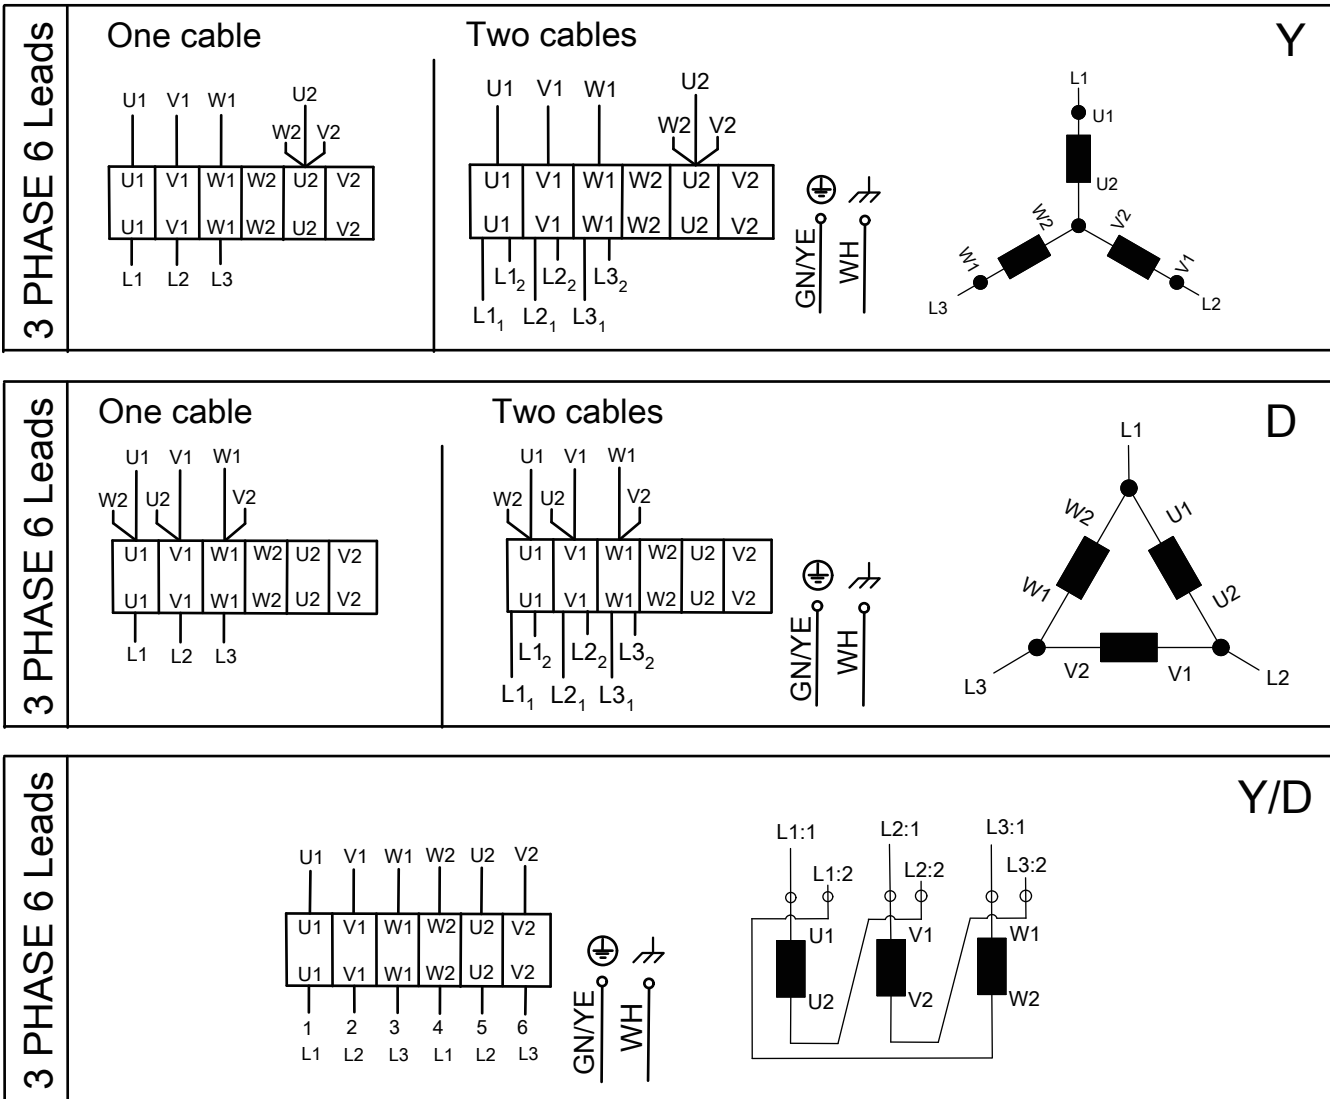 3 PHASE 6 Leads
One cable
Two cables
Y
U1 V1 W1 U2
W2 V2
U1 V1 W1 W2 U2 V2
U1 V1 W1 W2 U2 V2
L1 L2 L3
U1 V1 W1 U2
W2 V2
U1 V1 W1 W2 U2 V2
U1 V1 W1 W2 U2 V2
L1₂ L2₂ L3₂
L1₁ L2₁ L3₁
GN/YE
WH
L1
U1
U2
W2
V2
W1
V1
L3
L2
3 PHASE 6 Leads
One cable
Two cables
D
U1 V1 W1
W2 U2 V2
U1 V1 W1 W2 U2 V2
U1 V1 W1 W2 U2 V2
L1 L2 L3
U1 V1 W1
W2 U2 V2
U1 V1 W1 W2 U2 V2
U1 V1 W1 W2 U2 V2
L1₂ L2₂ L3₂
L1₁ L2₁ L3₁
GN/YE
WH
L1
W2 U1
W1 U2
V2 V1
L3 L2
3 PHASE 6 Leads
Y/D
U1 V1 W1 W2 U2 V2
U1 V1 W1 W2 U2 V2
U1 V1 W1 W2 U2 V2
1 2 3 4 5 6
L1 L2 L3 L1 L2 L3
GN/YE
WH
L1:1 L2:1 L3:1
L1:2 L2:2 L3:2
U1 V1 W1
U2 V2 W2